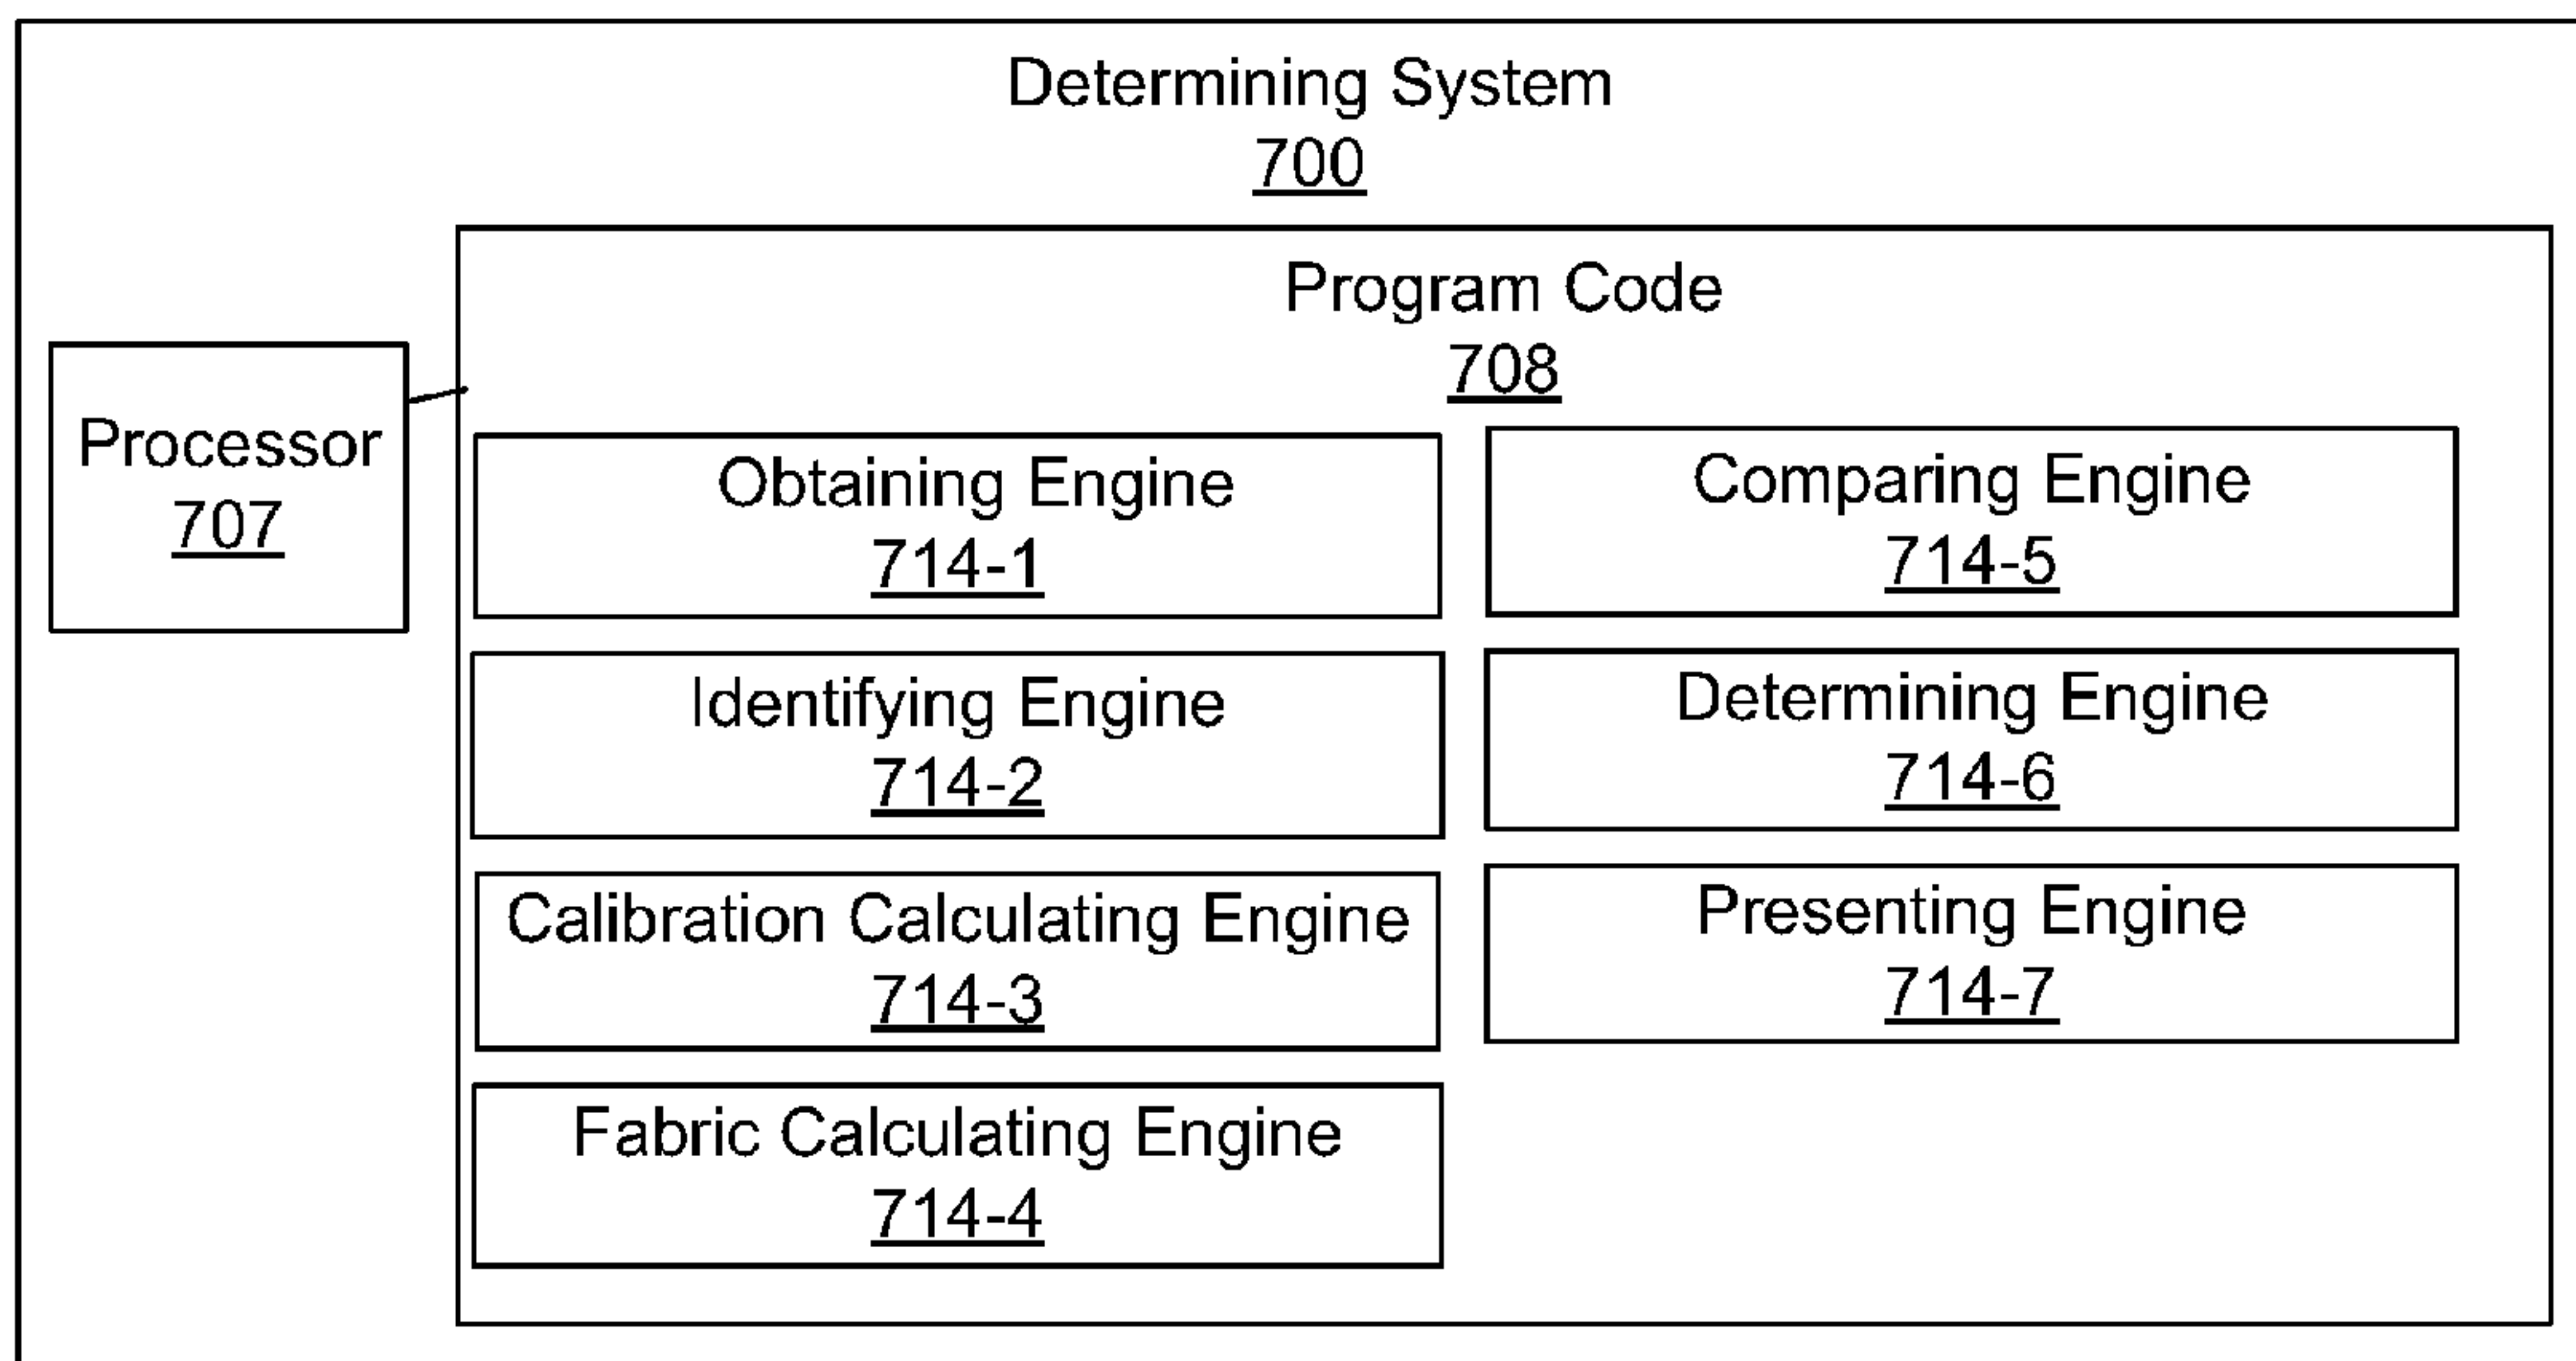 Determining System
700
Program Code
708
Processor
707
Obtaining Engine
714-1
Identifying Engine
714-2
Calibration Calculating Engine
714-3
Fabric Calculating Engine
714-4
Comparing Engine
714-5
Determining Engine
714-6
Presenting Engine
714-7